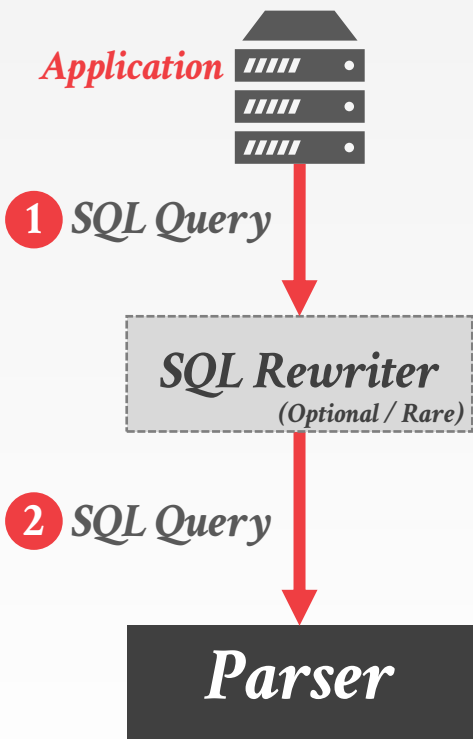 Application
1 SQL Query
SQL Rewriter
(Optional / Rare)
2 SQL Query
Parser